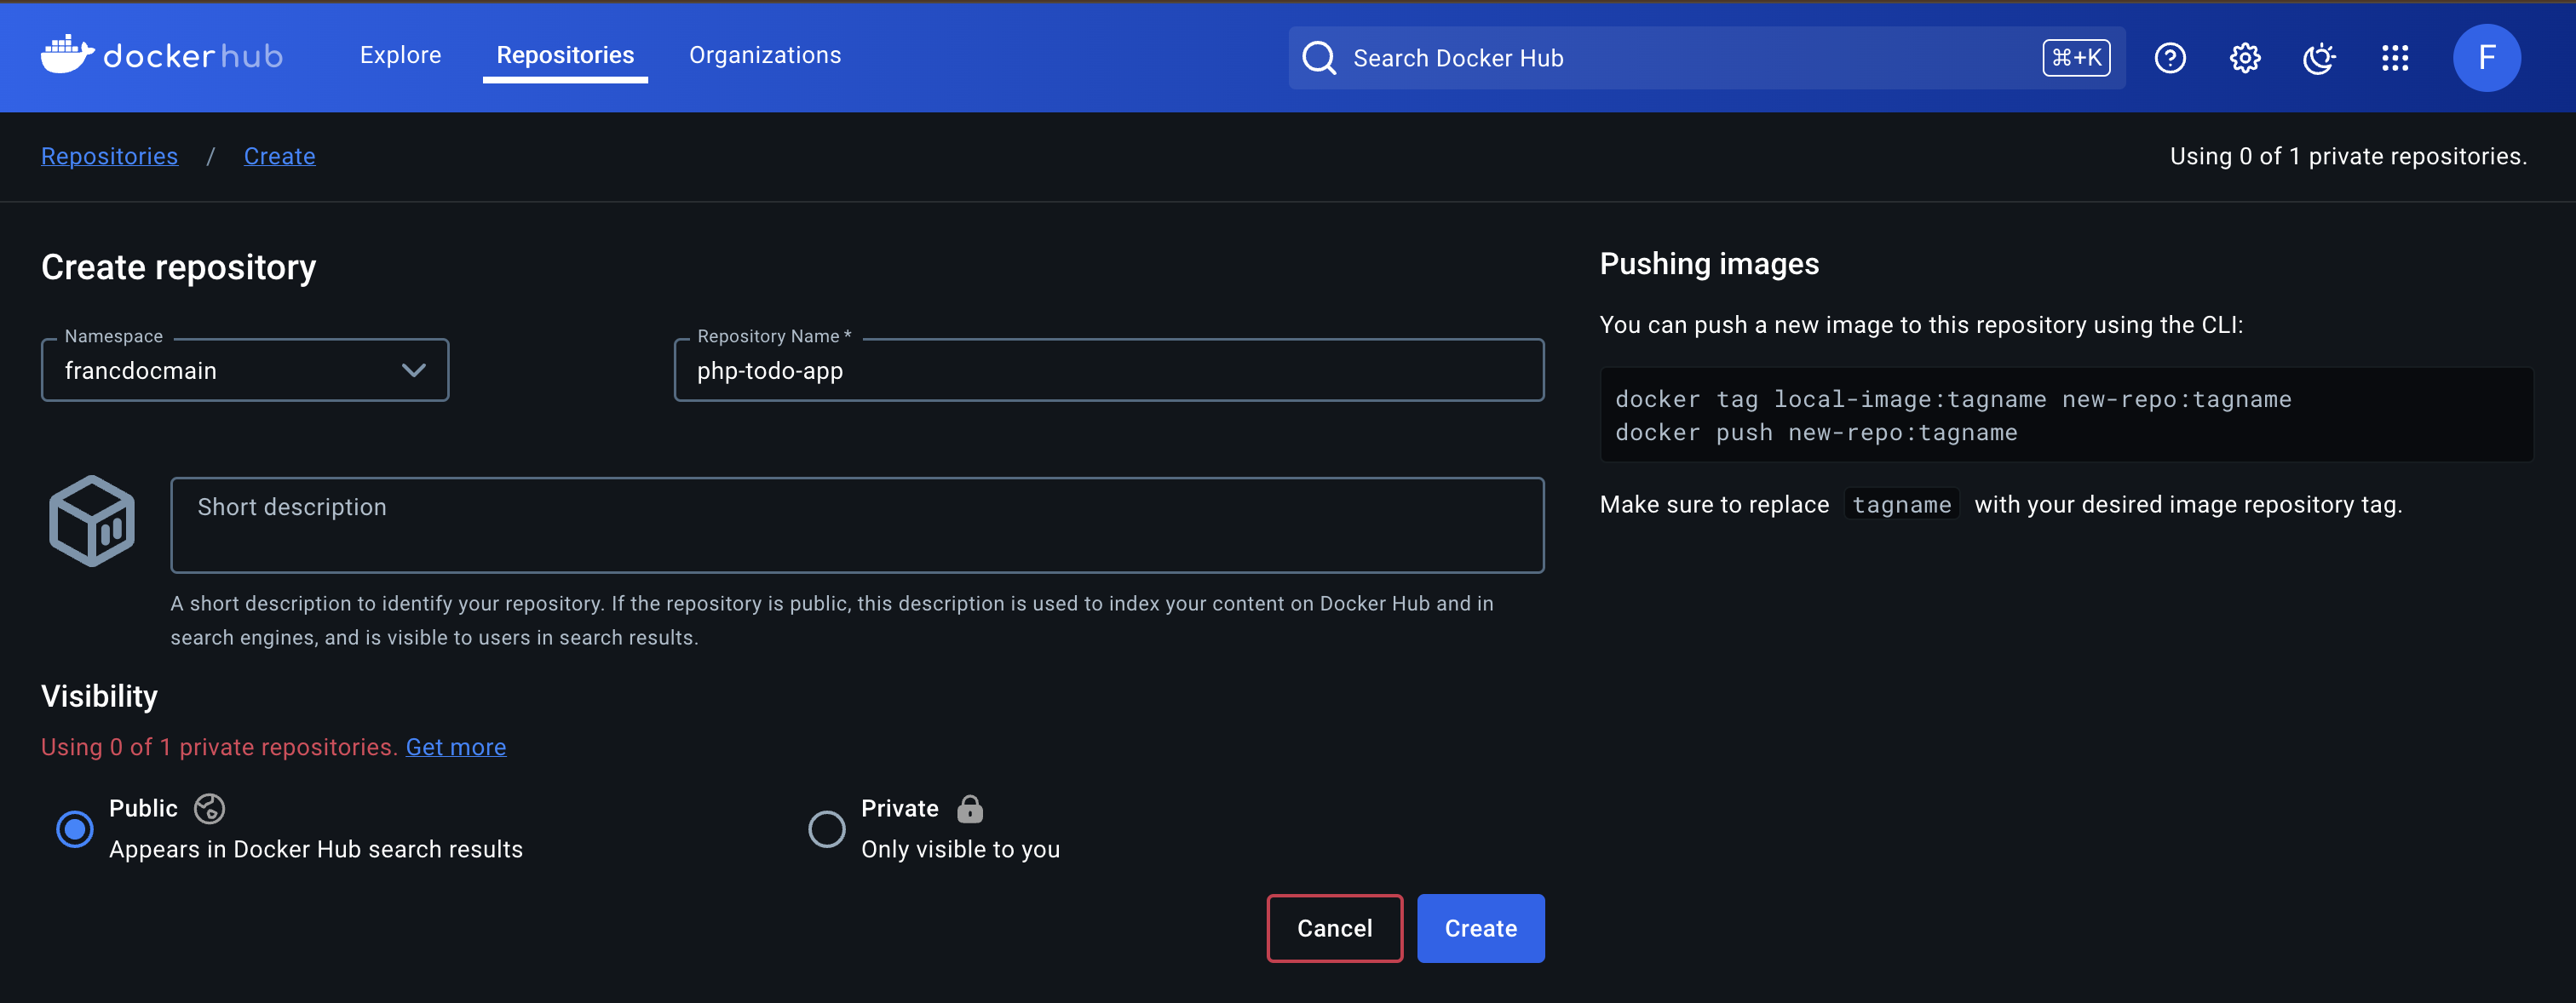 dockerhub
Explore
Repositories
Organizations
Search Docker Hub
⌘+K
F
Repositories / Create
Using 0 of 1 private repositories.
Create repository
Namespace
francdocmain
Repository Name *
php-todo-app
Short description
A short description to identify your repository. If the repository is public, this description is used to index your content on Docker Hub and in
search engines, and is visible to users in search results.
Visibility
Using 0 of 1 private repositories. Get more
Public
Appears in Docker Hub search results
Private
Only visible to you
Cancel
Create
Pushing images
You can push a new image to this repository using the CLI:
docker tag local-image:tagname new-repo:tagname
docker push new-repo:tagname
Make sure to replace tagname with your desired image repository tag.